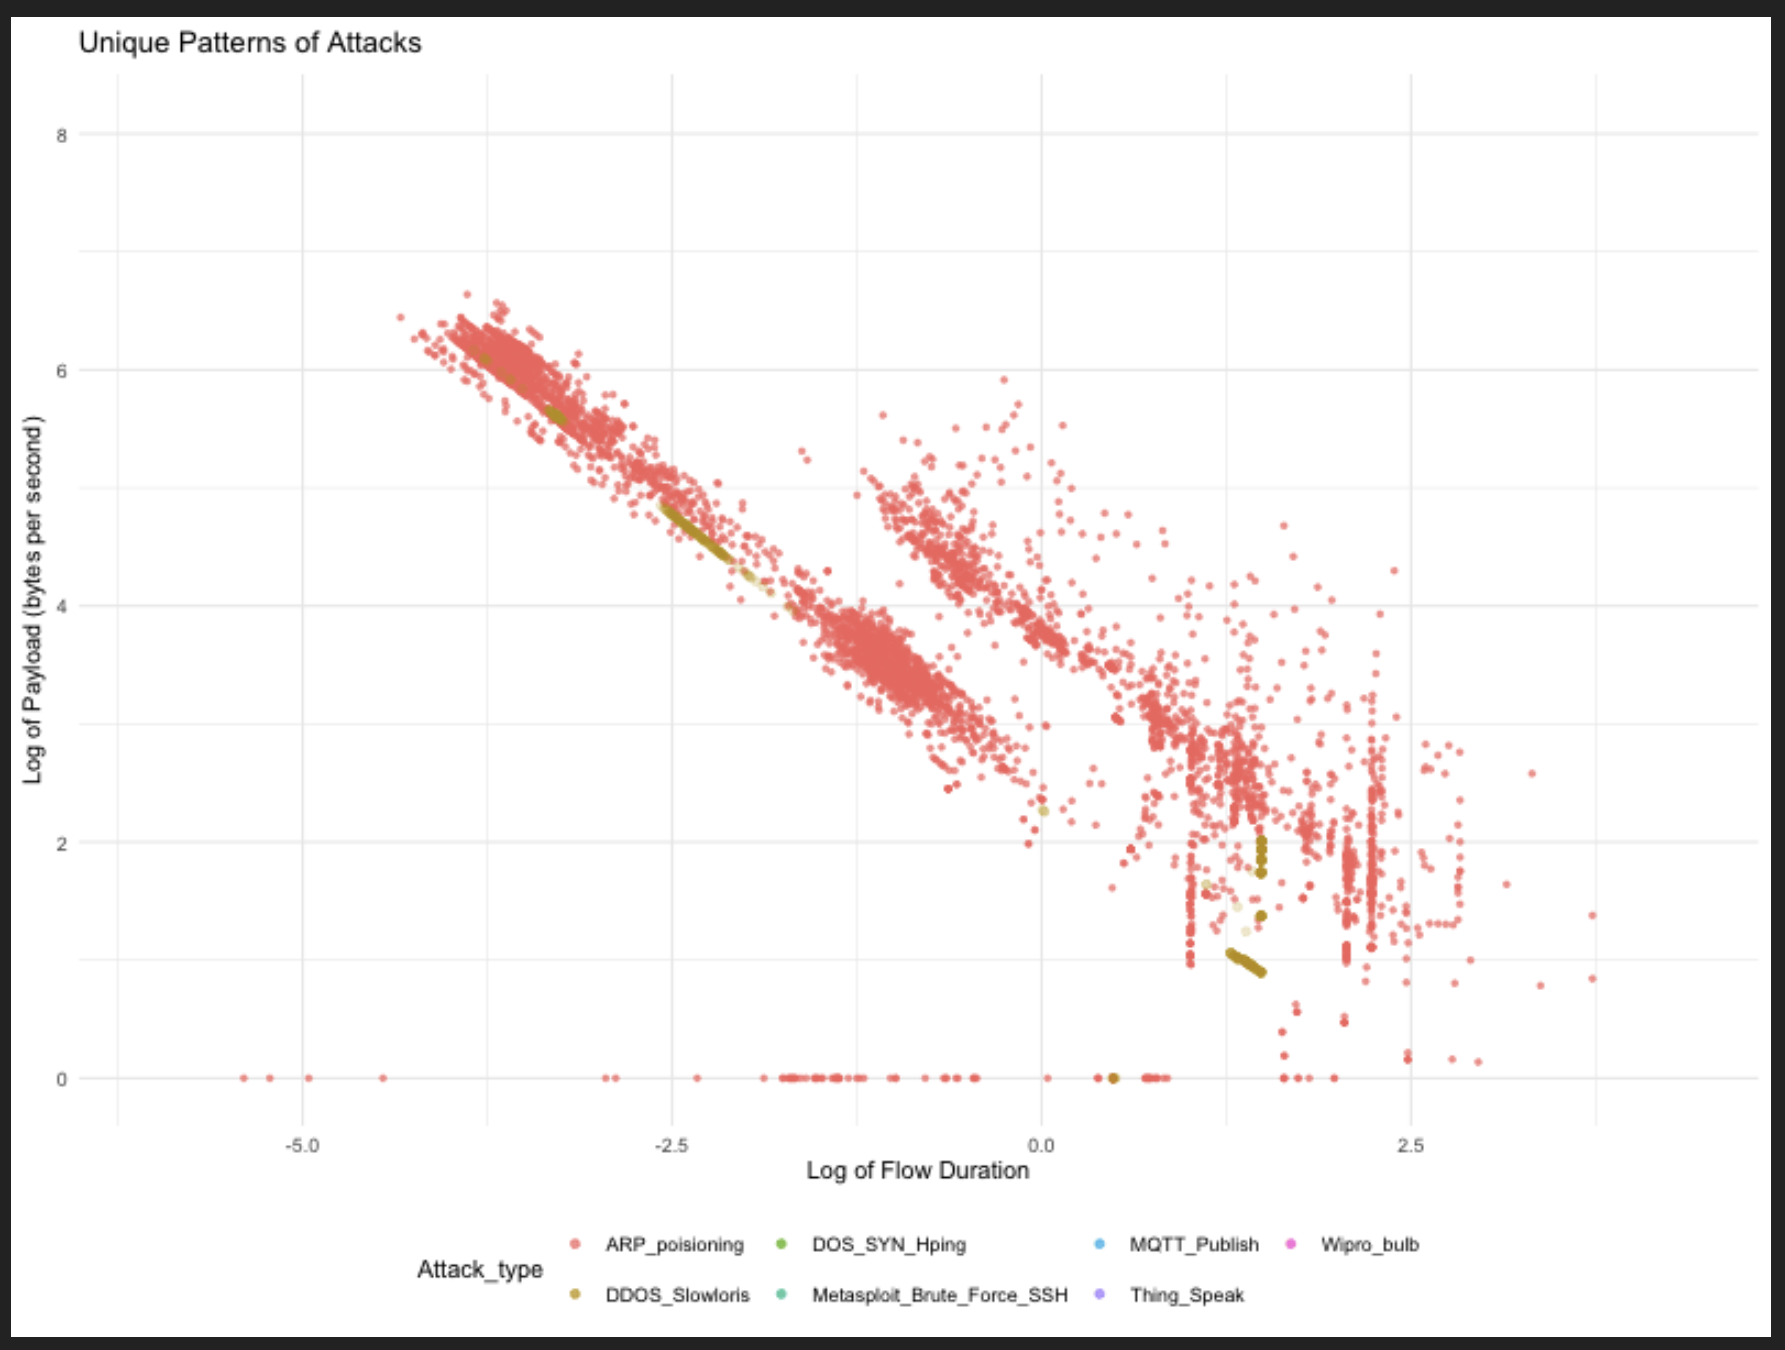 Unique Patterns of Attacks
8
6
4
2
0
Log of Payload (bytes per second)
-5.0 -2.5 0.0 2.5
Log of Flow Duration
Attack_type
ARP_poisioning DOS_SYN_Hping MQTT_Publish Wipro_bulb
DDOS_Slowloris Metasploit_Brute_Force_SSH Thing_Speak